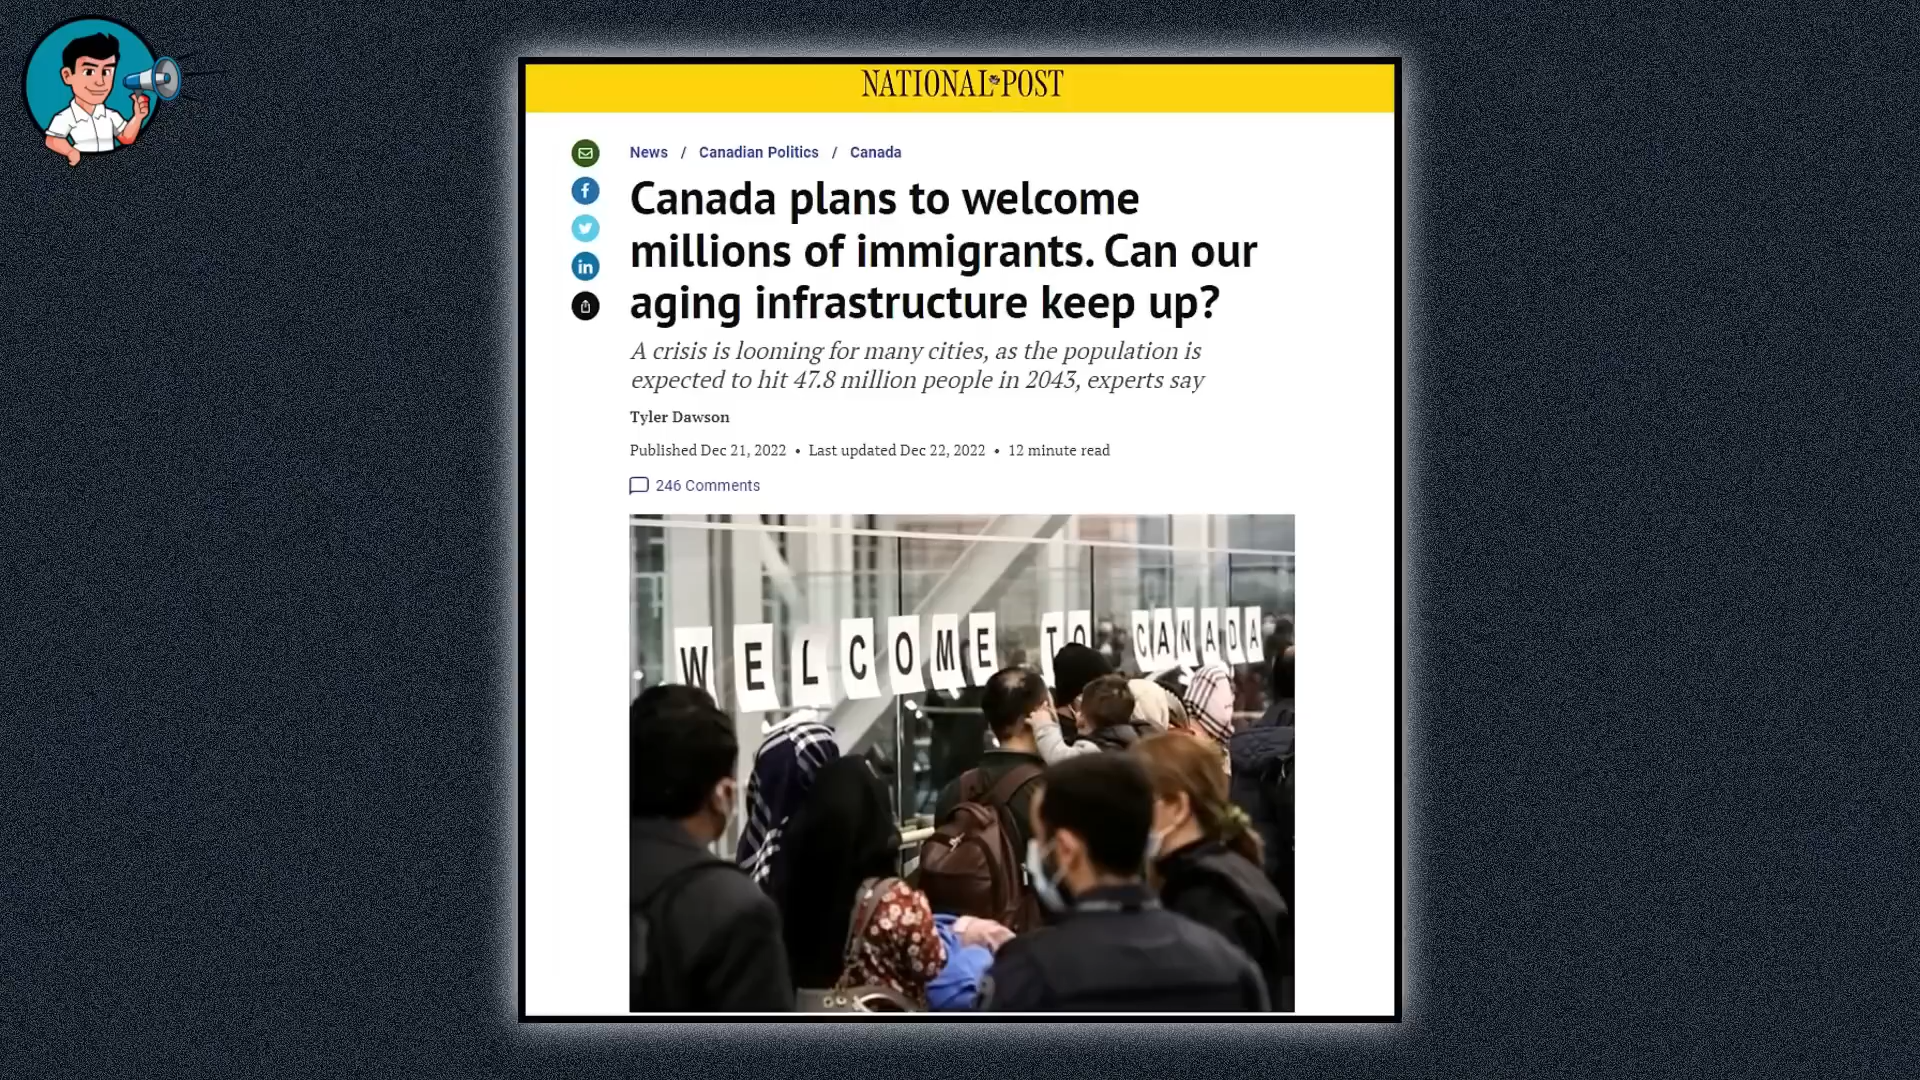 NATIONAL POST
News / Canadian Politics / Canada
Canada plans to welcome
millions of immigrants. Can our
aging infrastructure keep up?
A crisis is looming for many cities, as the population is
expected to hit 47.8 million people in 2043, experts say
Tyler Dawson
Published Dec 21, 2022 • Last updated Dec 22, 2022 • 12 minute read
246 Comments
WELCOME TO CANADA